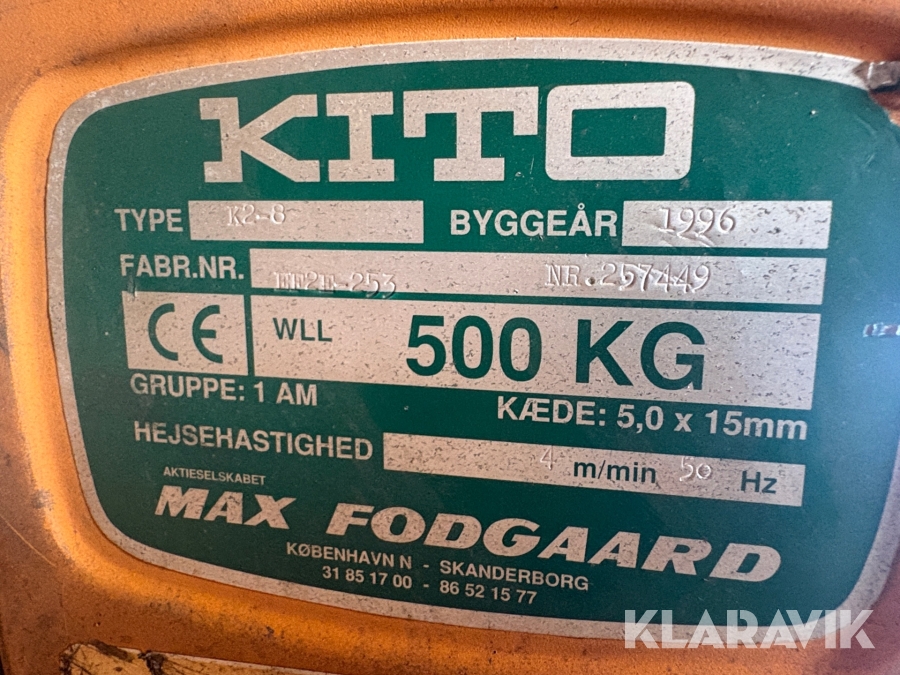 KITO
TYPE K2-8 BYGGEÅR 1996
FABR.NR. EF2E-253 NR.257449
CE WLL 500 KG
GRUPPE: 1 AM KÆDE: 5,0 x 15mm
HEJSEHASTIGHED 4 m/min 50 Hz
AKTIESELSKABET
MAX FODGAARD
KØBENHAVN N - SKANDERBORG
31 85 17 00 - 86 52 15 77
KLARAVIK